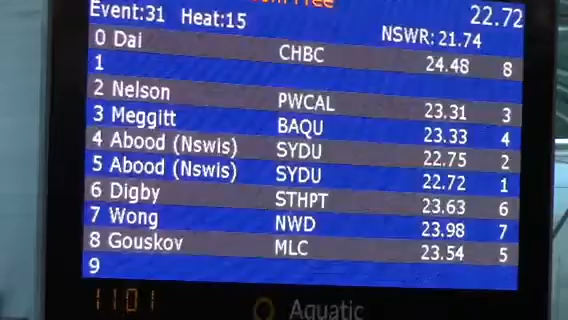 Free
Event:31 Heat:15 22.72
NSWR:21.74
0 Dai CHBC 24.48 8
1
2 Nelson PWCAL 23.31 3
3 Meggitt BAQU 23.33 4
4 Abood (Nswis) SYDU 22.75 2
5 Abood (Nswis) SYDU 22.72 1
6 Digby STHPT 23.63 6
7 Wong NWD 23.98 7
8 Gouskov MLC 23.54 5
9
1101 Aquatic